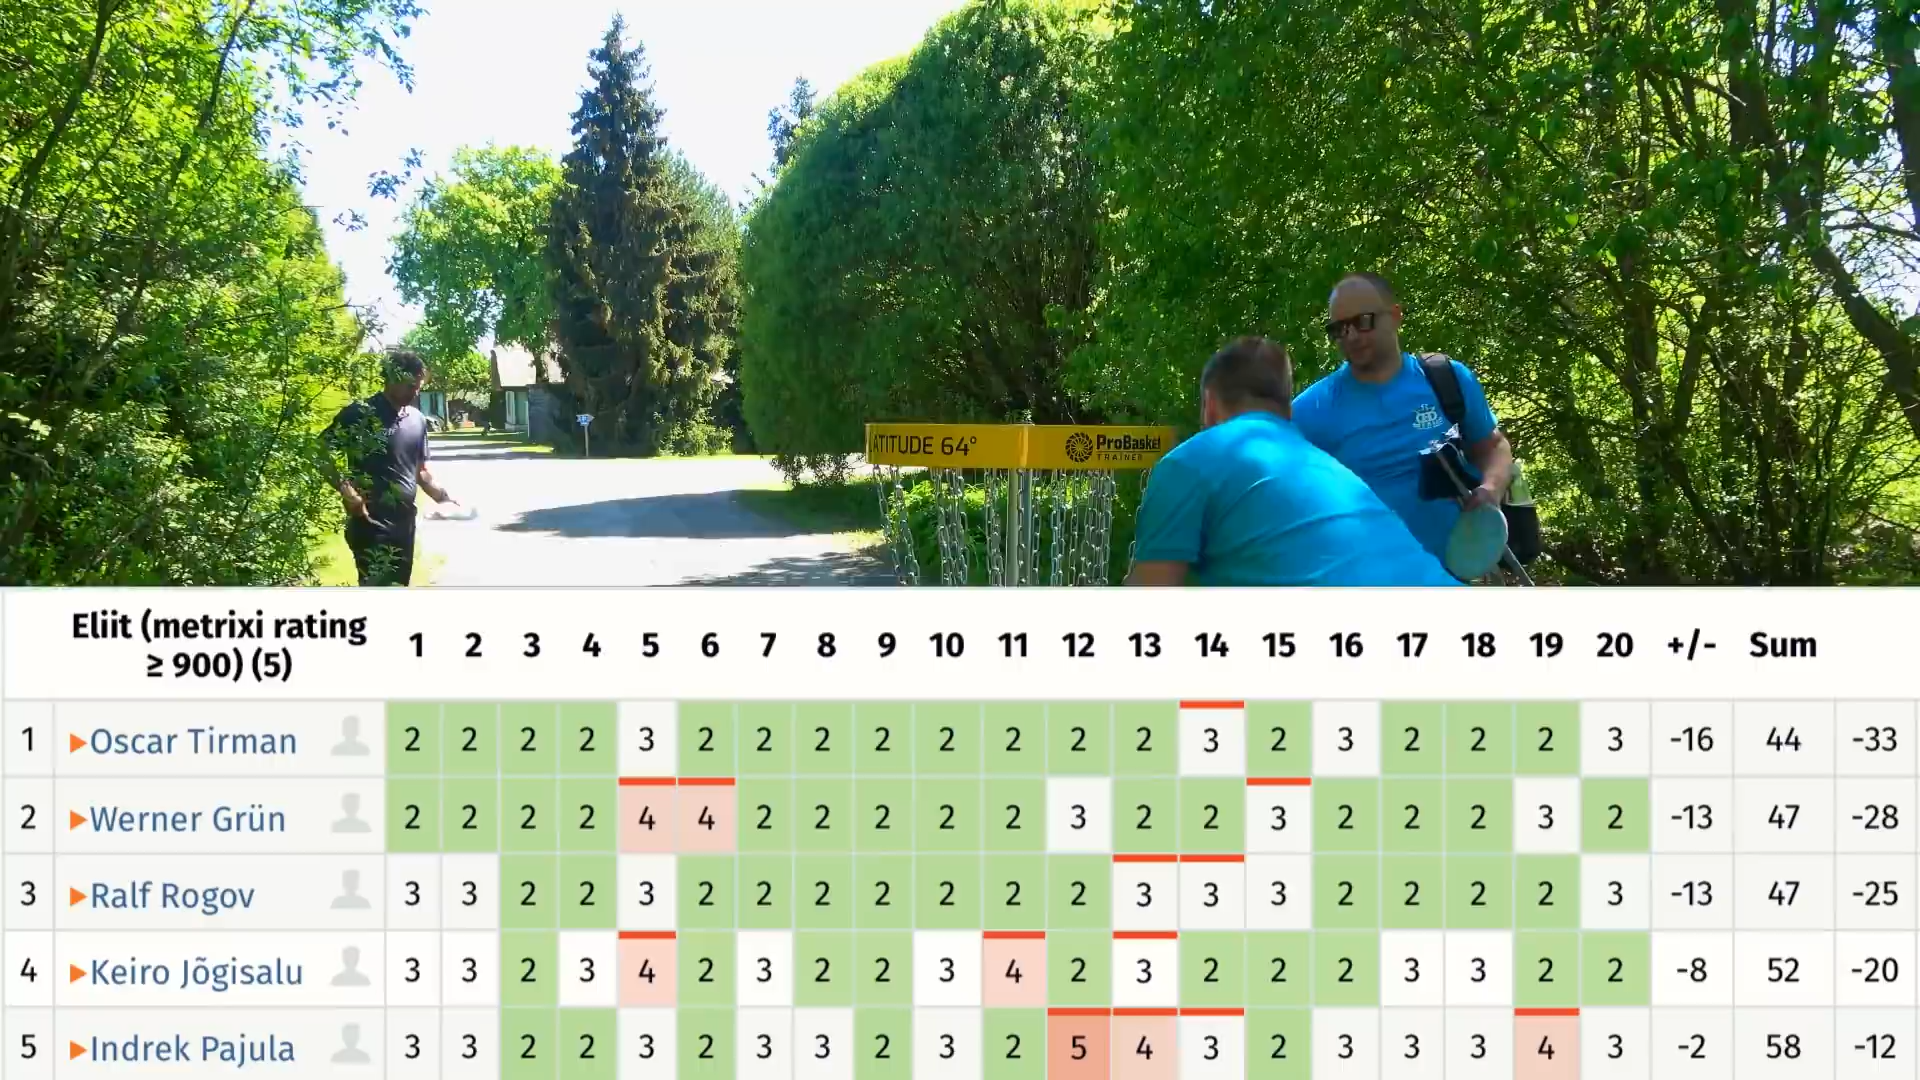 ATITUDE 64°
ProBasket
TRAINER
Eliit (metrixi rating
≥ 900) (5)
1 2 3 4 5 6 7 8 9 10 11 12 13 14 15 16 17 18 19 20 +/- Sum
1 Oscar Tirman 2 2 2 2 3 2 2 2 2 2 2 2 2 3 2 3 2 2 2 3 -16 44 -33
2 Werner Grün 2 2 2 2 4 4 2 2 2 2 2 3 2 2 3 2 2 2 3 2 -13 47 -28
3 Ralf Rogov 3 3 2 2 3 2 2 2 2 2 2 2 3 3 3 2 2 2 2 3 -13 47 -25
4 Keiro Jõgisalu 3 3 2 3 4 2 3 2 2 3 4 2 3 2 2 2 3 3 2 2 -8 52 -20
5 Indrek Pajula 3 3 2 2 3 2 3 3 2 3 2 5 4 3 2 3 3 3 4 3 -2 58 -12